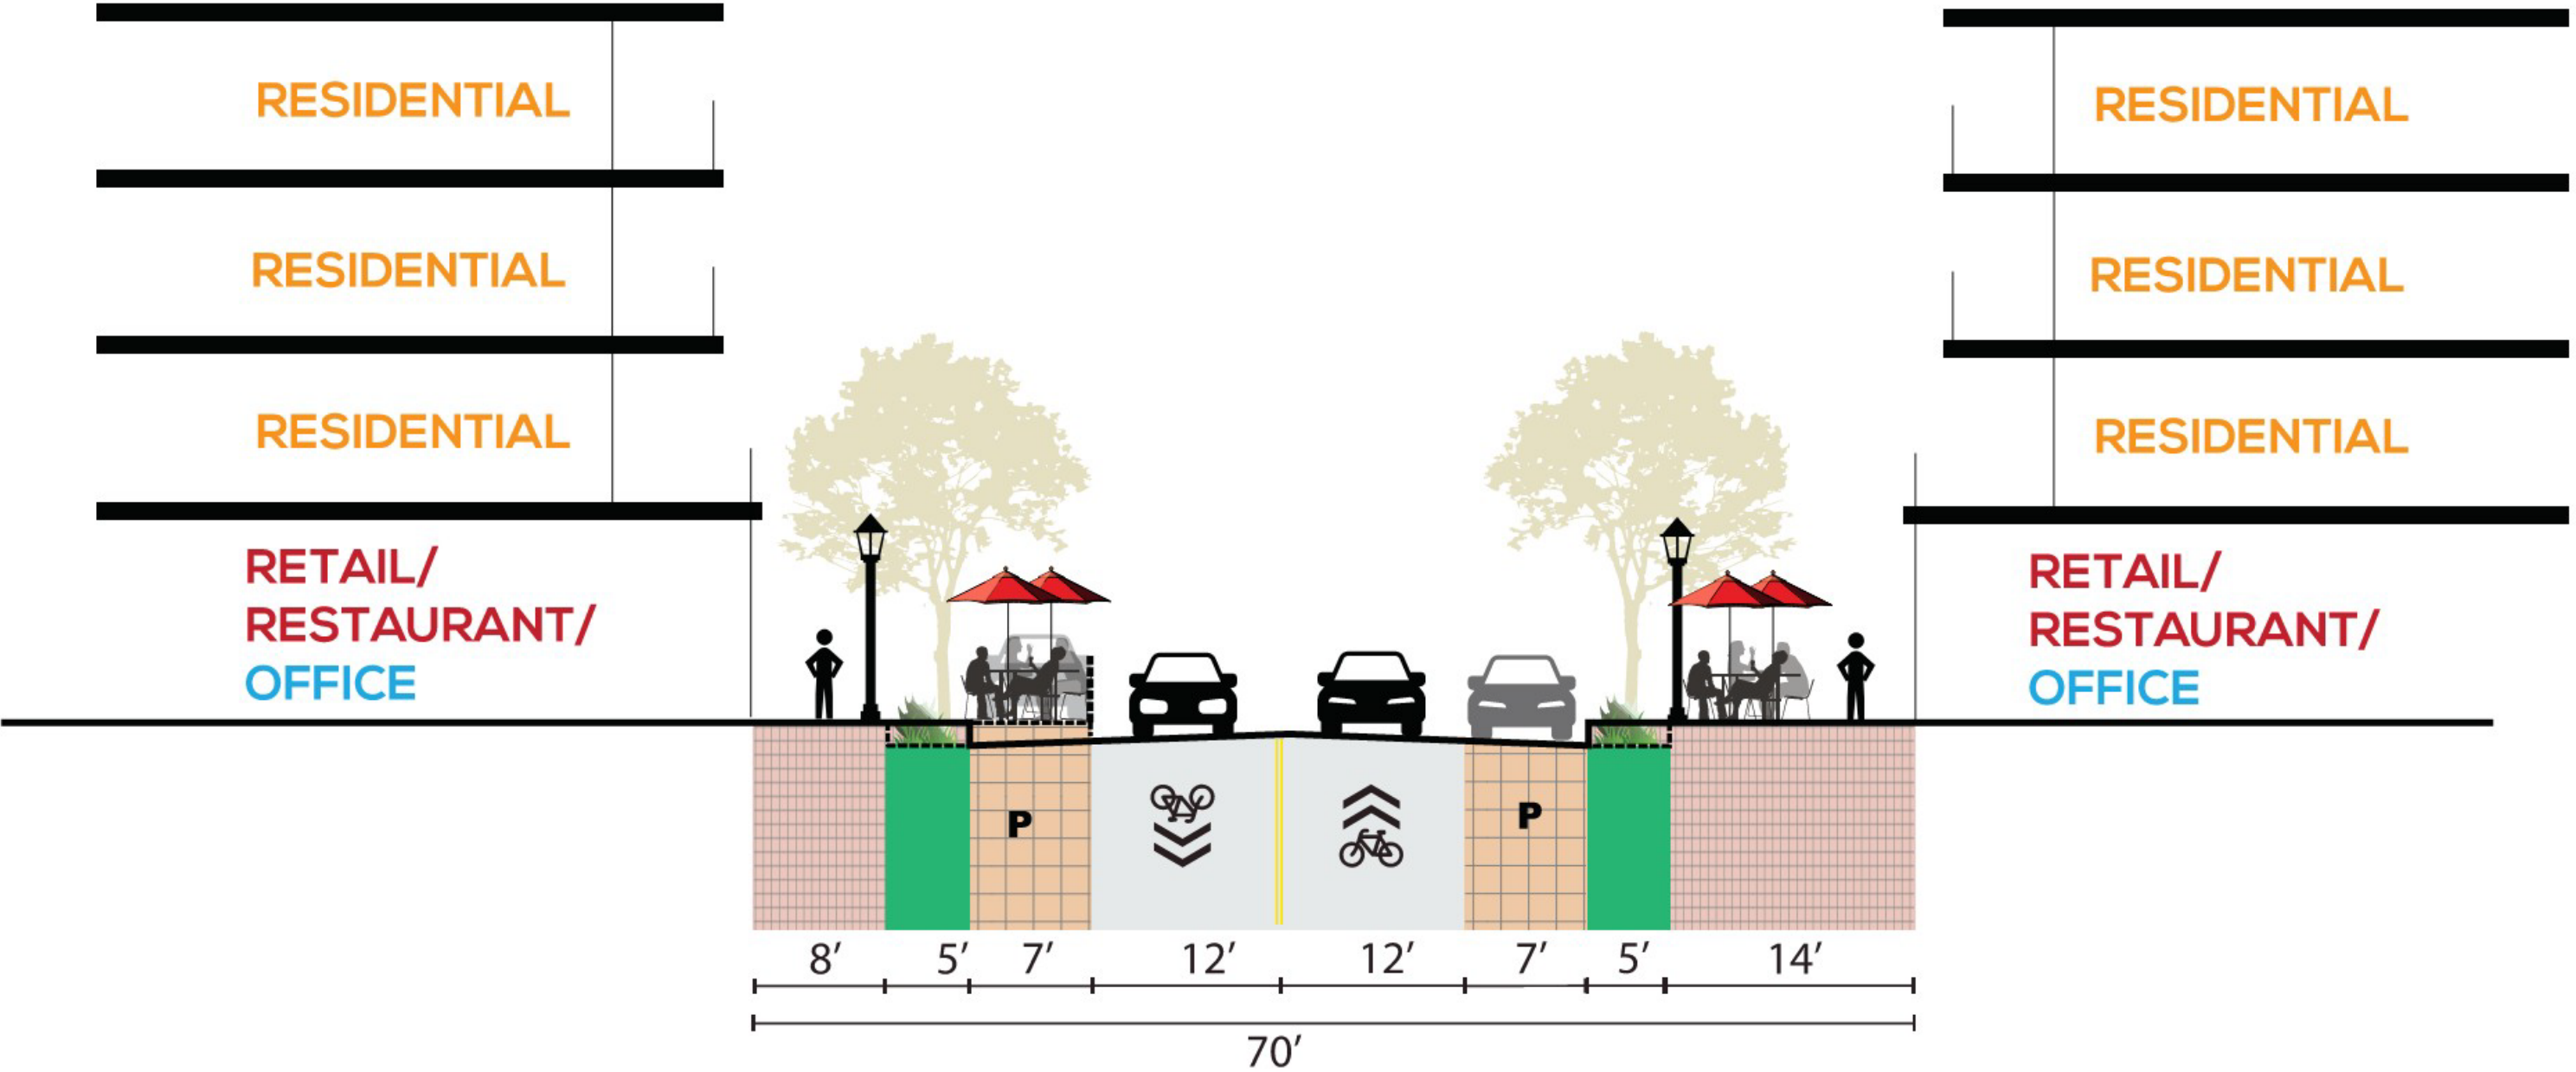 RESIDENTIAL
RESIDENTIAL
RESIDENTIAL
RETAIL/
RESTAURANT/
OFFICE
RESIDENTIAL
RESIDENTIAL
RESIDENTIAL
RETAIL/
RESTAURANT/
OFFICE
P
P
8' 5' 7' 12' 12' 7' 5' 14'
70'